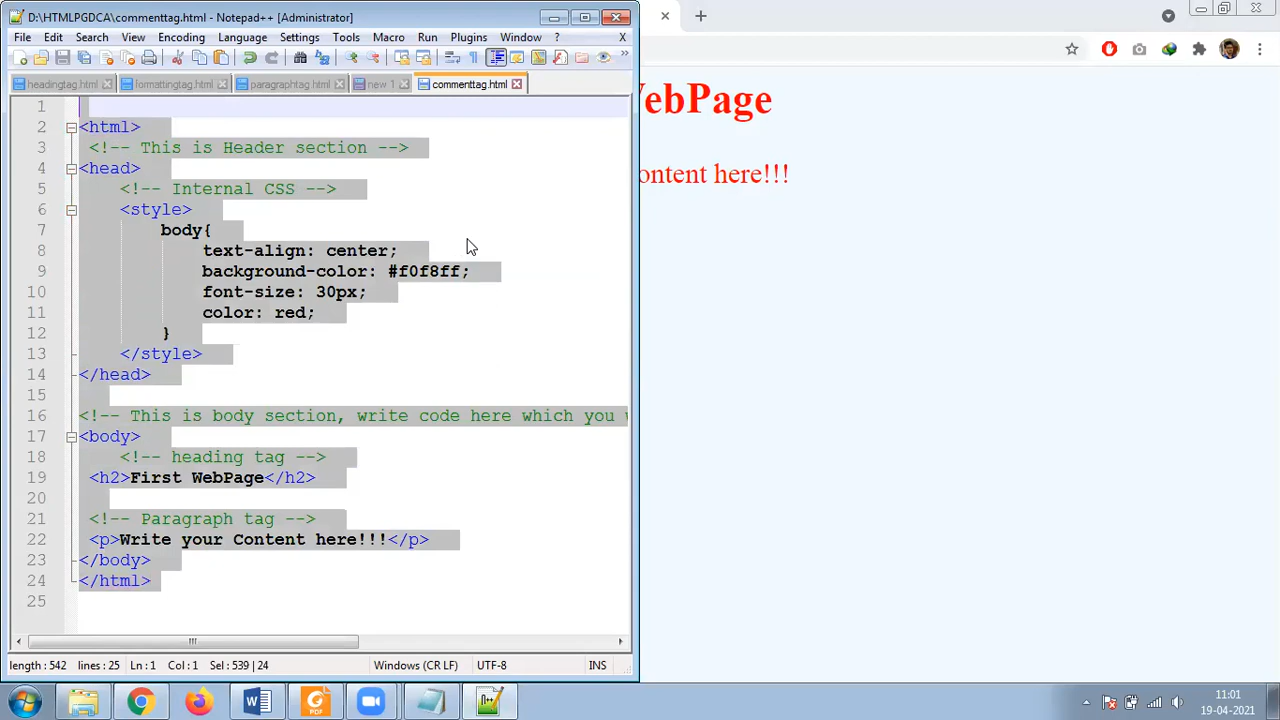 D:\HTMLPGDCA\commenttag.html - Notepad++ [Administrator]
File Edit Search View Encoding Language Settings Tools Macro Run Plugins Window ? X
headingtag.html formattingtag.html paragraphtag.html new 1 commenttag.html
1
2 <html>
3 <!-- This is Header section -->
4 <head>
5 <!-- Internal CSS -->
6 <style>
7 body{
8 text-align: center;
9 background-color: #f0f8ff;
10 font-size: 30px;
11 color: red;
12 }
13 </style>
14 </head>
15
16 <!-- This is body section, write code here which you
17 <body>
18 <!-- heading tag -->
19 <h2>First WebPage</h2>
20
21 <!-- Paragraph tag -->
22 <p>Write your Content here!!!</p>
23 </body>
24 </html>
25
length : 542 lines : 25 Ln : 1 Col : 1 Sel : 539 | 24 Windows (CR LF) UTF-8 INS
WebPage
ontent here!!!
11:01
19-04-2021